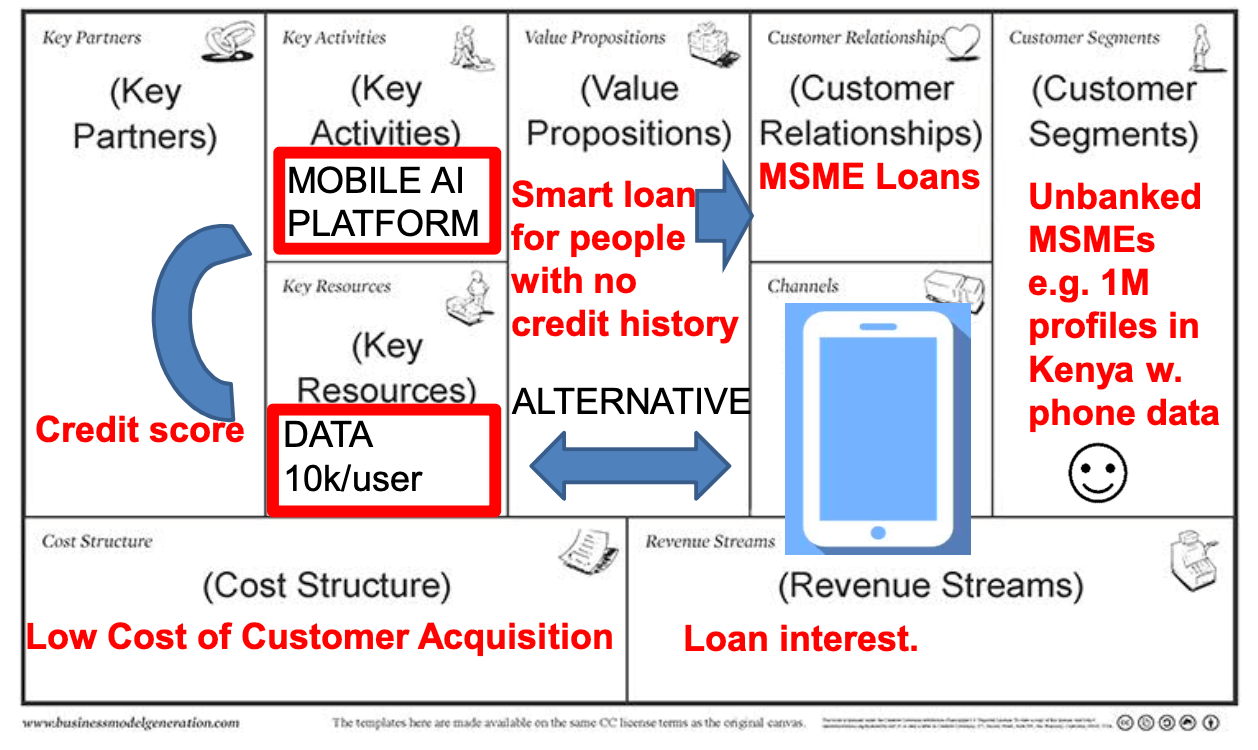 Key Partners
(Key
Partners)
Credit score
Key Activities
(Key
Activities)
MOBILE AI
PLATFORM
Key Resources
(Key
Resources)
DATA
10k/user
Value Propositions
(Value
Propositions)
Smart loan
for people
with no
credit history
ALTERNATIVE
Customer Relationships
(Customer
Relationships)
MSME Loans
Channels
Customer Segments
(Customer
Segments)
Unbanked
MSMEs
e.g. 1M
profiles in
Kenya w.
phone data
Cost Structure
(Cost Structure)
Low Cost of Customer Acquisition
Revenue Streams
(Revenue Streams)
Loan interest.
www.businessmodelgeneration.com
The templates here are made available on the same CC license terms as the original canvas.